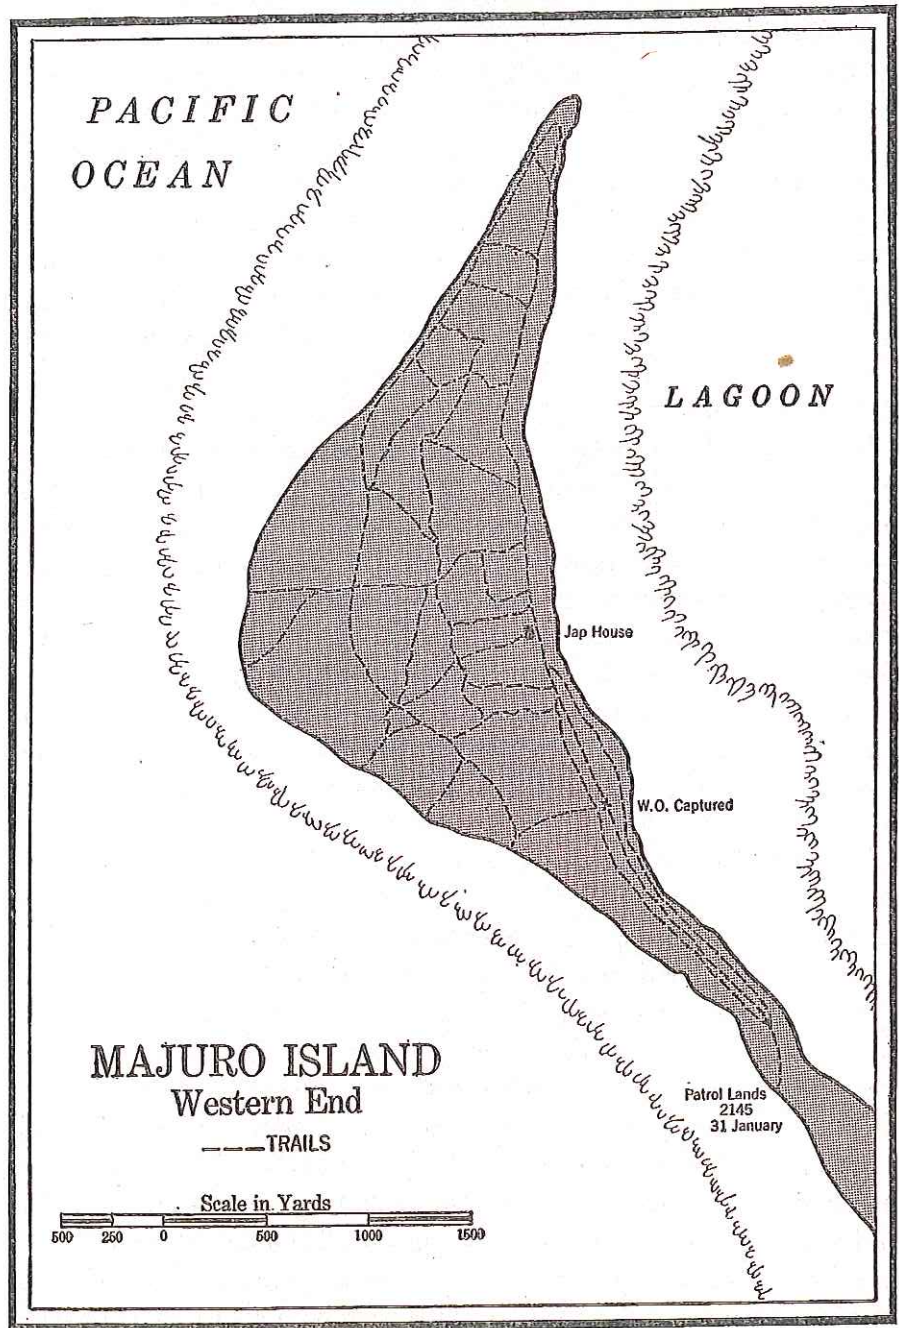 PACIFIC
OCEAN
LAGOON
Jap House
W.O. Captured
MAJURO ISLAND
Western End
TRAILS
Patrol Lands
2145
31 January
Scale in Yards
500 250 0 500 1000 1500